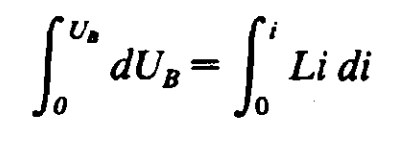 ∫₀^{U_B} dU_B = ∫₀^{i} Li di